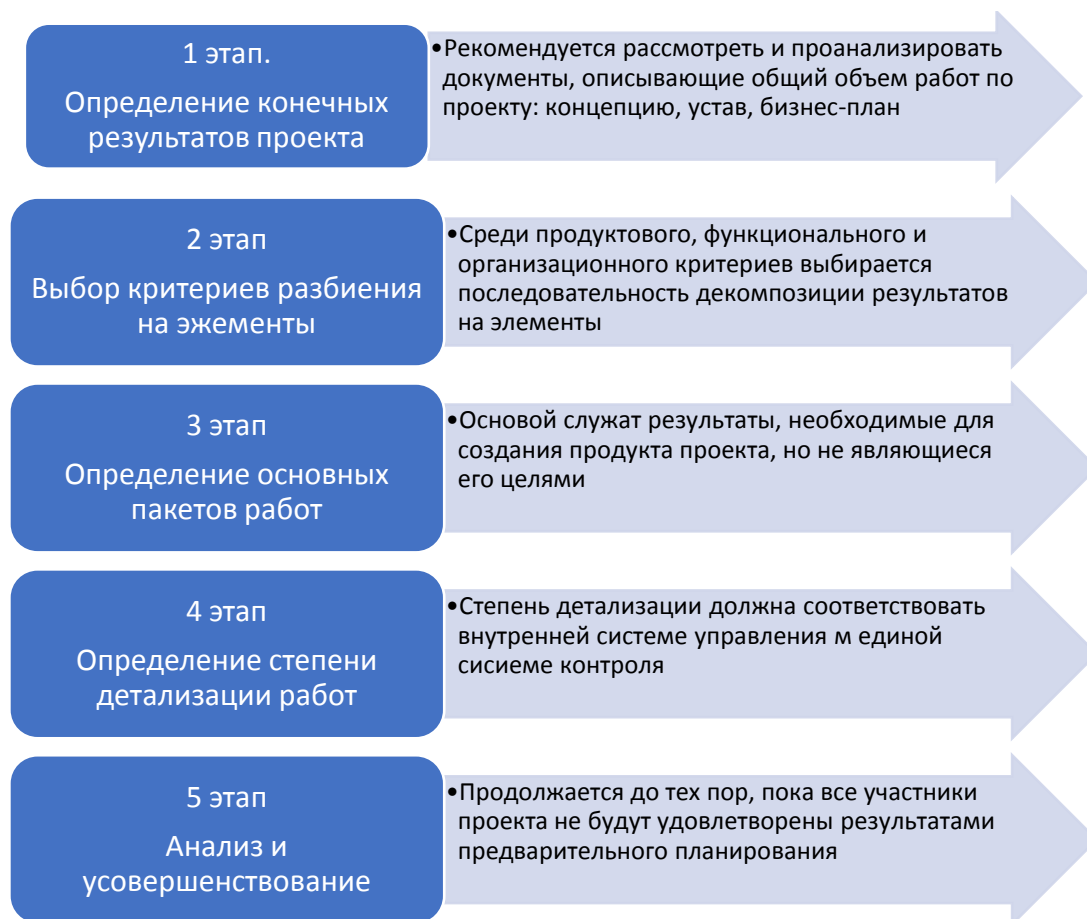 1 этап.
Определение конечных
результатов проекта
•Рекомендуется рассмотреть и проанализировать
документы, описывающие общий объем работ по
проекту: концепцию, устав, бизнес-план
2 этап
Выбор критериев разбиения
на эжементы
•Среди продуктового, функционального и
организационного критериев выбирается
последовательность декомпозиции результатов
на элементы
3 этап
Определение основных
пакетов работ
•Основой служат результаты, необходимые для
создания продукта проекта, но не являющиеся
его целями
4 этап
Определение степени
детализации работ
•Степень детализации должна соответствовать
внутренней системе управления м единой
сисиеме контроля
5 этап
Анализ и
усовершенствование
•Продолжается до тех пор, пока все участники
проекта не будут удовлетворены результатами
предварительного планирования